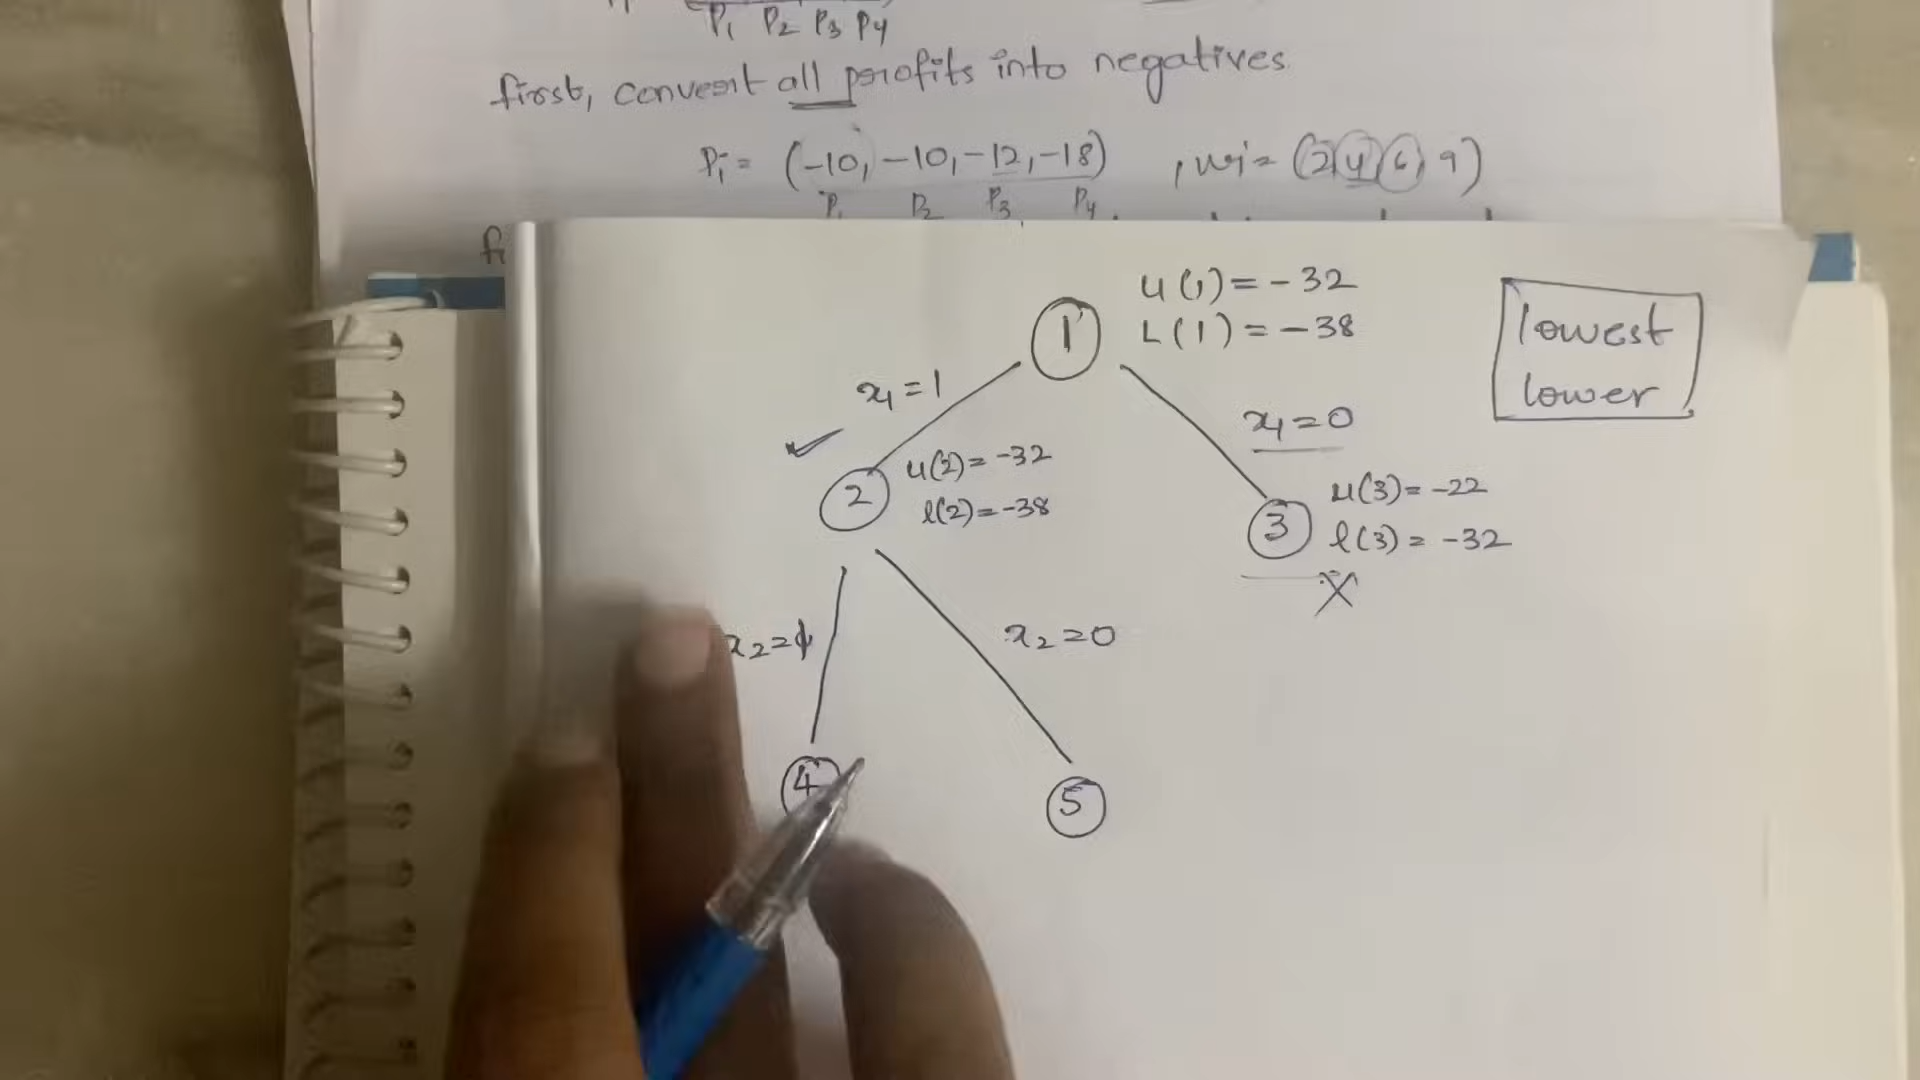 P₁ P₂ P₃ P4
first, convert all profits into negatives
Pi = (-10, -10, -12, -18) , wi = (2, 4, 6, 9)
P₁ P₂ P₃ P4
u(1) = -32
L(1) = -38
1
lowest
lower
x₁ = 1
x₁ = 0
2
u(2) = -32
l(2) = -38
3
u(3) = -22
l(3) = -32
x₂ = 1
x₂ = 0
4
5